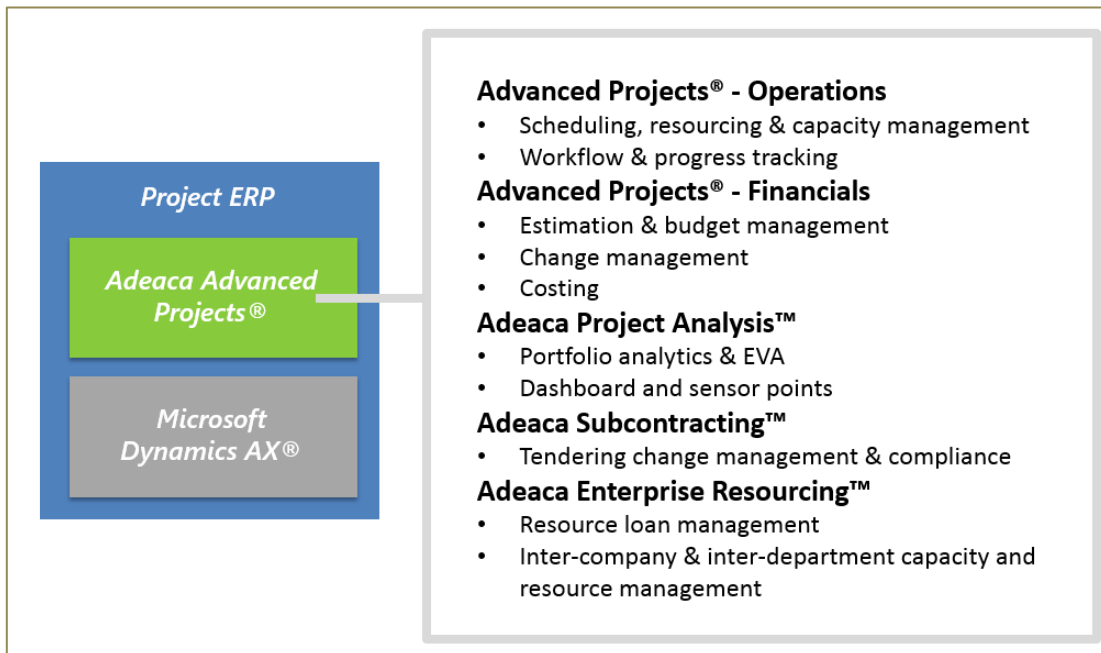 Project ERP
Adeaca Advanced
Projects®
Microsoft
Dynamics AX®
Advanced Projects® - Operations
• Scheduling, resourcing & capacity management
• Workflow & progress tracking
Advanced Projects® - Financials
• Estimation & budget management
• Change management
• Costing
Adeaca Project Analysis™
• Portfolio analytics & EVA
• Dashboard and sensor points
Adeaca Subcontracting™
• Tendering change management & compliance
Adeaca Enterprise Resourcing™
• Resource loan management
• Inter-company & inter-department capacity and
resource management